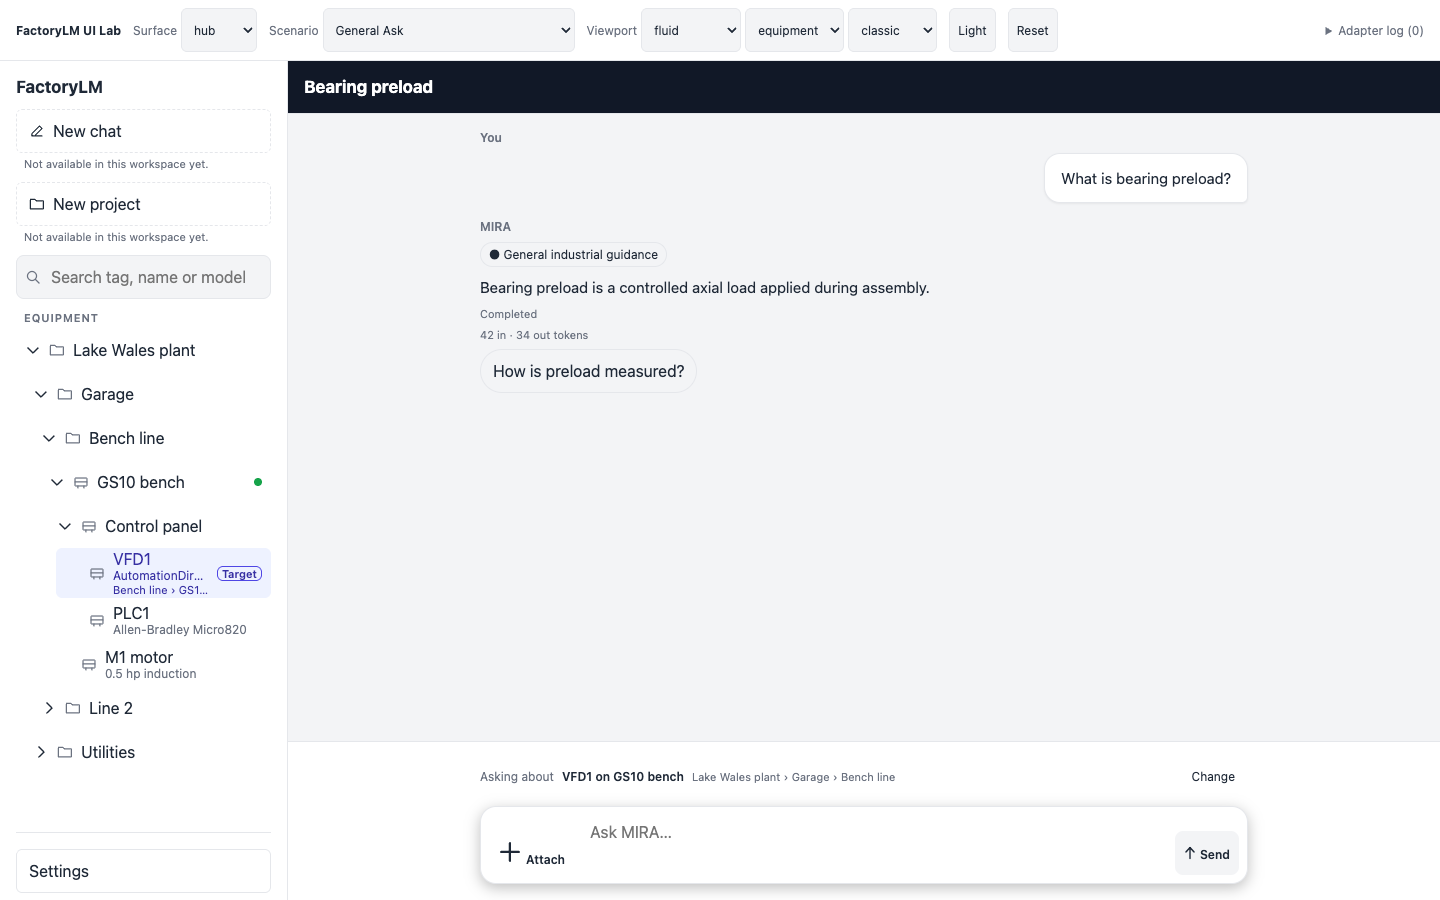 FactoryLM UI Lab Surface hub Scenario General Ask Viewport fluid equipment classic Light Reset Adapter log (0)
FactoryLM
New chat
Not available in this workspace yet.
New project
Not available in this workspace yet.
Search tag, name or model
EQUIPMENT
Lake Wales plant
Garage
Bench line
GS10 bench
Control panel
VFD1
AutomationDir...
Target
Bench line › GS1...
PLC1
Allen-Bradley Micro820
M1 motor
0.5 hp induction
Line 2
Utilities
Settings
Bearing preload
You
What is bearing preload?
MIRA
General industrial guidance
Bearing preload is a controlled axial load applied during assembly.
Completed
42 in · 34 out tokens
How is preload measured?
Asking about VFD1 on GS10 bench Lake Wales plant › Garage › Bench line Change
Ask MIRA...
Attach
Send